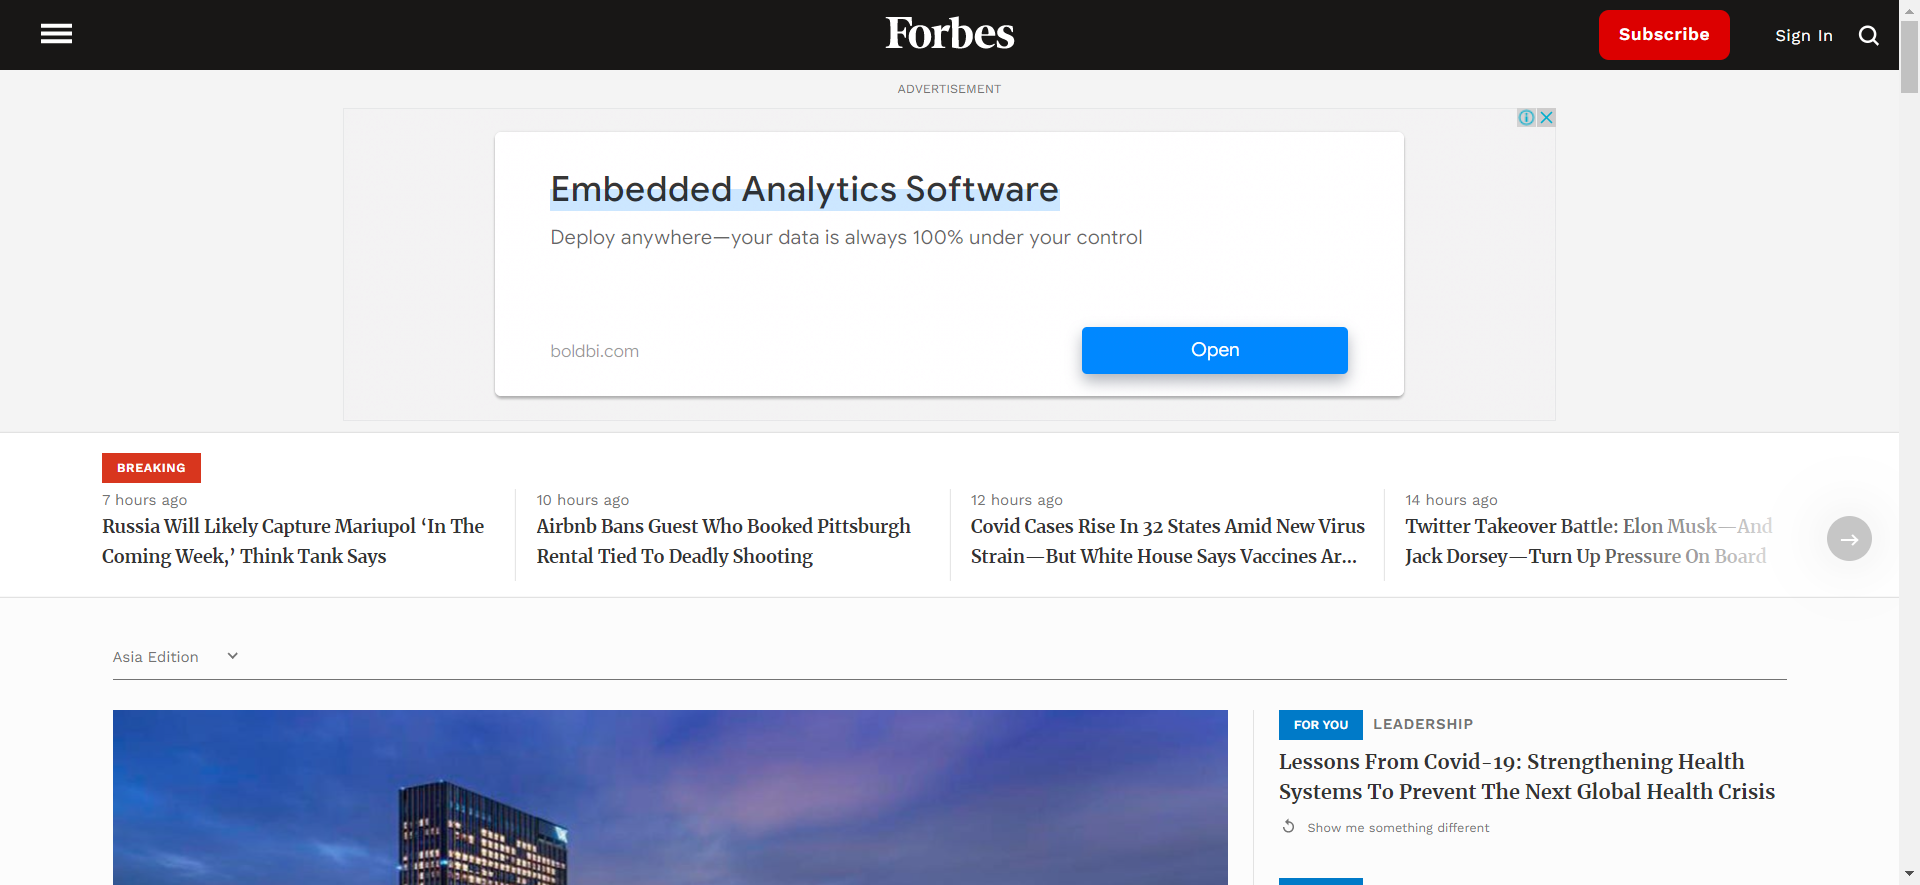 Forbes
Subscribe
Sign In
ADVERTISEMENT
Embedded Analytics Software
Deploy anywhere—your data is always 100% under your control
boldbi.com
Open
BREAKING
7 hours ago
Russia Will Likely Capture Mariupol ‘In The
Coming Week,’ Think Tank Says
10 hours ago
Airbnb Bans Guest Who Booked Pittsburgh
Rental Tied To Deadly Shooting
12 hours ago
Covid Cases Rise In 32 States Amid New Virus
Strain—But White House Says Vaccines Ar...
14 hours ago
Twitter Takeover Battle: Elon Musk—And
Jack Dorsey—Turn Up Pressure On Board
Asia Edition
FOR YOU
LEADERSHIP
Lessons From Covid-19: Strengthening Health
Systems To Prevent The Next Global Health Crisis
Show me something different